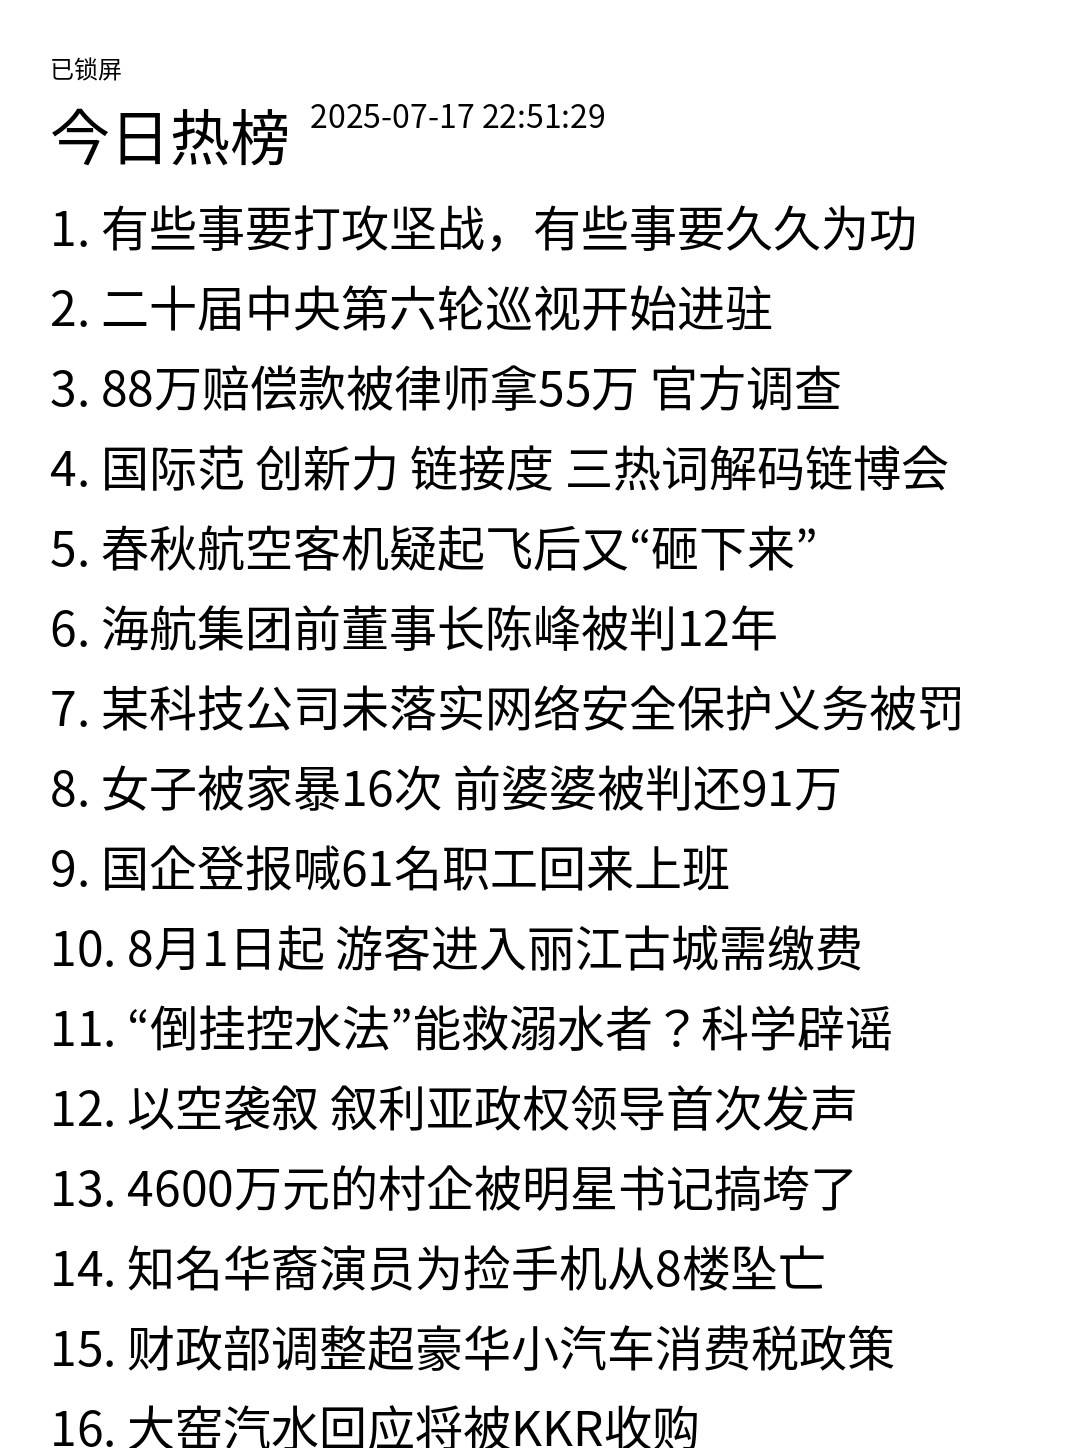 已锁屏
今日热榜 2025-07-17 22:51:29
1. 有些事要打攻坚战，有些事要久久为功
2. 二十届中央第六轮巡视开始进驻
3. 88万赔偿款被律师拿55万 官方调查
4. 国际范 创新力 链接度 三热词解码链博会
5. 春秋航空客机疑起飞后又“砸下来”
6. 海航集团前董事长陈峰被判12年
7. 某科技公司未落实网络安全保护义务被罚
8. 女子被家暴16次 前婆婆被判还91万
9. 国企登报喊61名职工回来上班
10. 8月1日起 游客进入丽江古城需缴费
11. “倒挂控水法”能救溺水者？科学辟谣
12. 以空袭叙 叙利亚政权领导首次发声
13. 4600万元的村企被明星书记搞垮了
14. 知名华裔演员为捡手机从8楼坠亡
15. 财政部调整超豪华小汽车消费税政策
16. 大窑汽水回应将被KKR收购